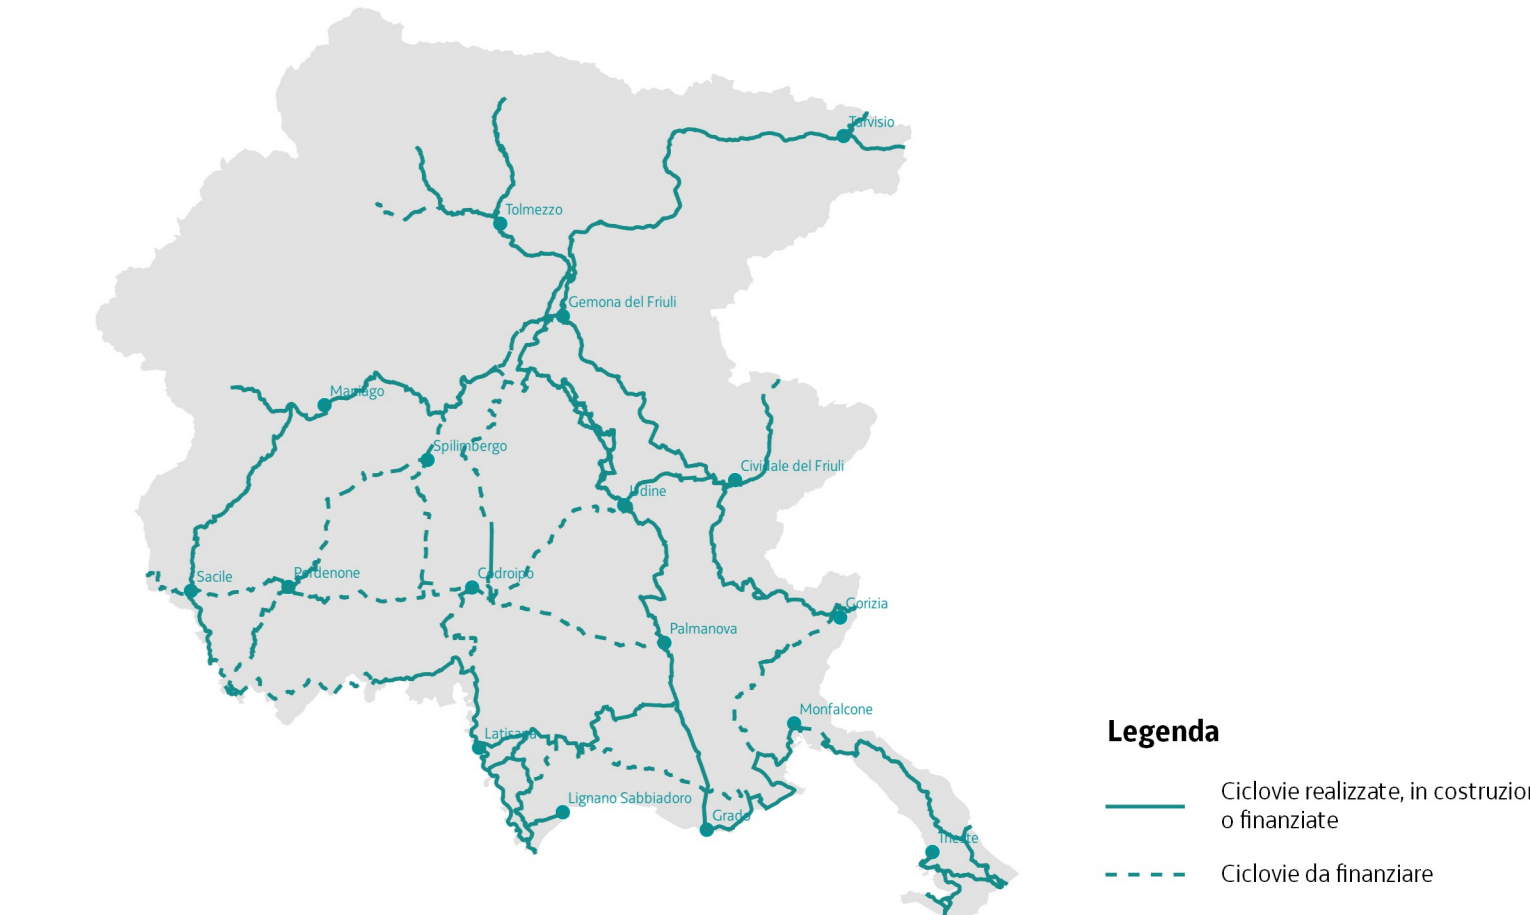 Tarvisio
Tolmezzo
Gemona del Friuli
Maniago
Spilimbergo
Cividale del Friuli
Udine
Sacile
Pordenone
Codroipo
Gorizia
Palmanova
Monfalcone
Latisana
Lignano Sabbiadoro
Grado
Trieste
Legenda
Ciclovie realizzate, in costruzion
o finanziate
Ciclovie da finanziare